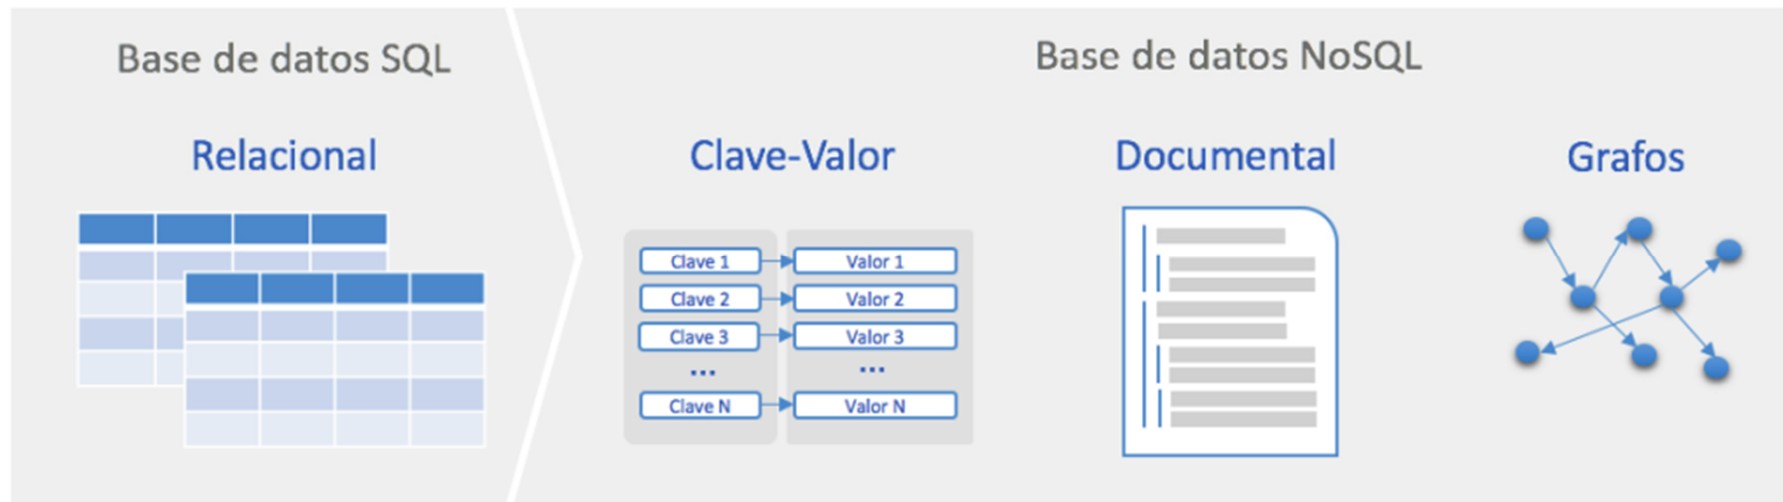 Base de datos SQL
Base de datos NoSQL
Relacional
Clave-Valor
Documental
Grafos
Clave 1
Valor 1
Clave 2
Valor 2
Clave 3
Valor 3
...
...
Clave N
Valor N